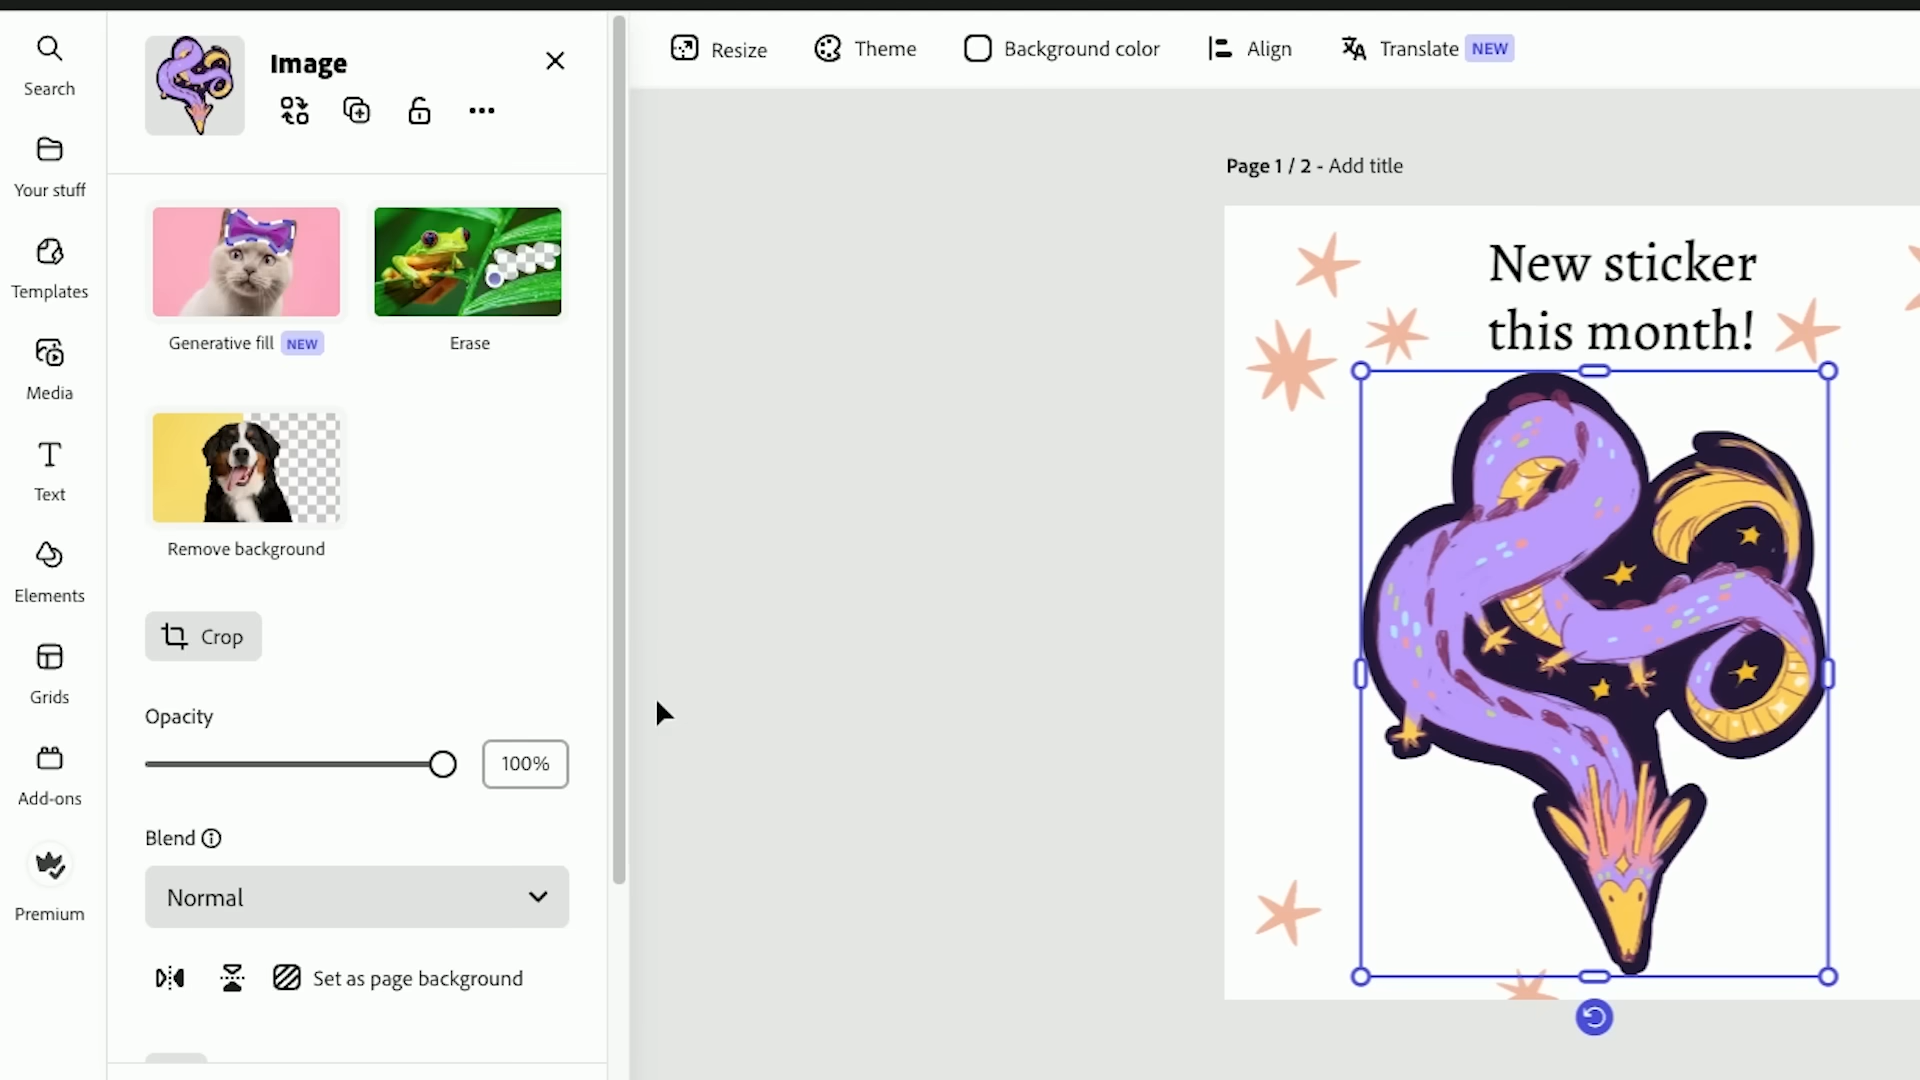 Search
Your stuff
Templates
Media
Text
Elements
Grids
Add-ons
Premium
Image
Generative fill NEW
Erase
Remove background
Crop
Opacity
100%
Blend
Normal
Set as page background
Resize
Theme
Background color
Align
Translate NEW
Page 1 / 2 - Add title
New sticker
this month!